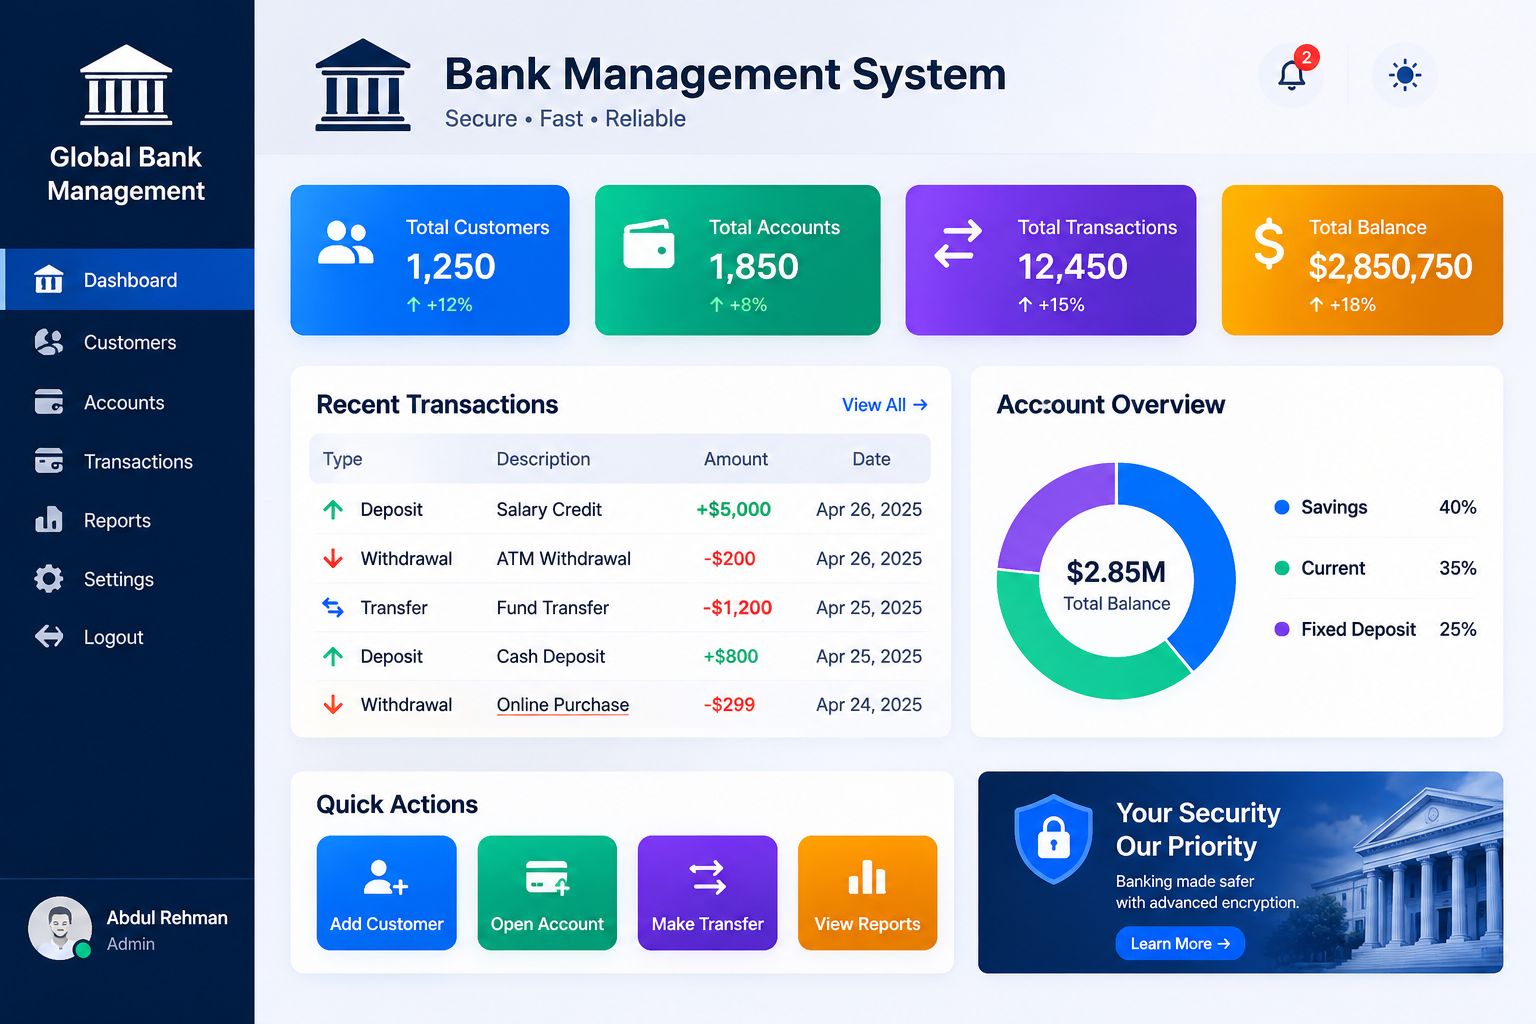 Global Bank
Management
Dashboard
Customers
Accounts
Transactions
Reports
Settings
Logout
Abdul Rehman
Admin
Bank Management System
Secure • Fast • Reliable
2
Total Customers
1,250
↑ +12%
Total Accounts
1,850
↑ +8%
Total Transactions
12,450
↑ +15%
$
Total Balance
$2,850,750
↑ +18%
Recent Transactions
View All →
Type Description Amount Date
Deposit Salary Credit +$5,000 Apr 26, 2025
Withdrawal ATM Withdrawal -$200 Apr 26, 2025
Transfer Fund Transfer -$1,200 Apr 25, 2025
Deposit Cash Deposit +$800 Apr 25, 2025
Withdrawal Online Purchase -$299 Apr 24, 2025
Account Overview
$2.85M
Total Balance
Savings 40%
Current 35%
Fixed Deposit 25%
Quick Actions
Add Customer
Open Account
Make Transfer
View Reports
Your Security
Our Priority
Banking made safer
with advanced encryption.
Learn More →